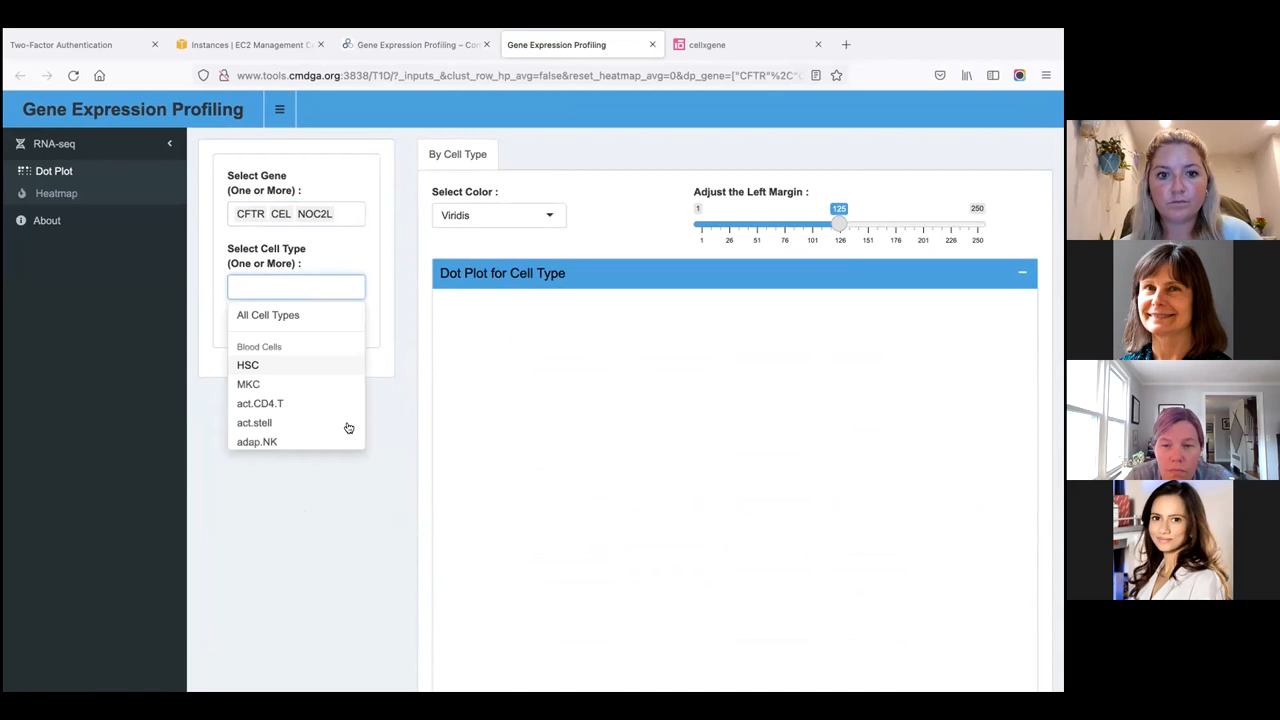 Two-Factor Authentication
Instances | EC2 Management C
Gene Expression Profiling – Con
Gene Expression Profiling
cellxgene
www.tools.cmdga.org:3838/T1D/?_inputs_&clust_row_hp_avg=false&reset_heatmap_avg=0&dp_gene=["CFTR"%2C"c
Gene Expression Profiling
RNA-seq
Dot Plot
Heatmap
About
Select Gene
(One or More) :
CFTR CEL NOC2L
Select Cell Type
(One or More) :
All Cell Types
Blood Cells
HSC
MKC
act.CD4.T
act.stell
adap.NK
By Cell Type
Select Color :
Viridis
Adjust the Left Margin :
1 125 250
1 26 51 76 101 126 151 176 201 226 250
Dot Plot for Cell Type